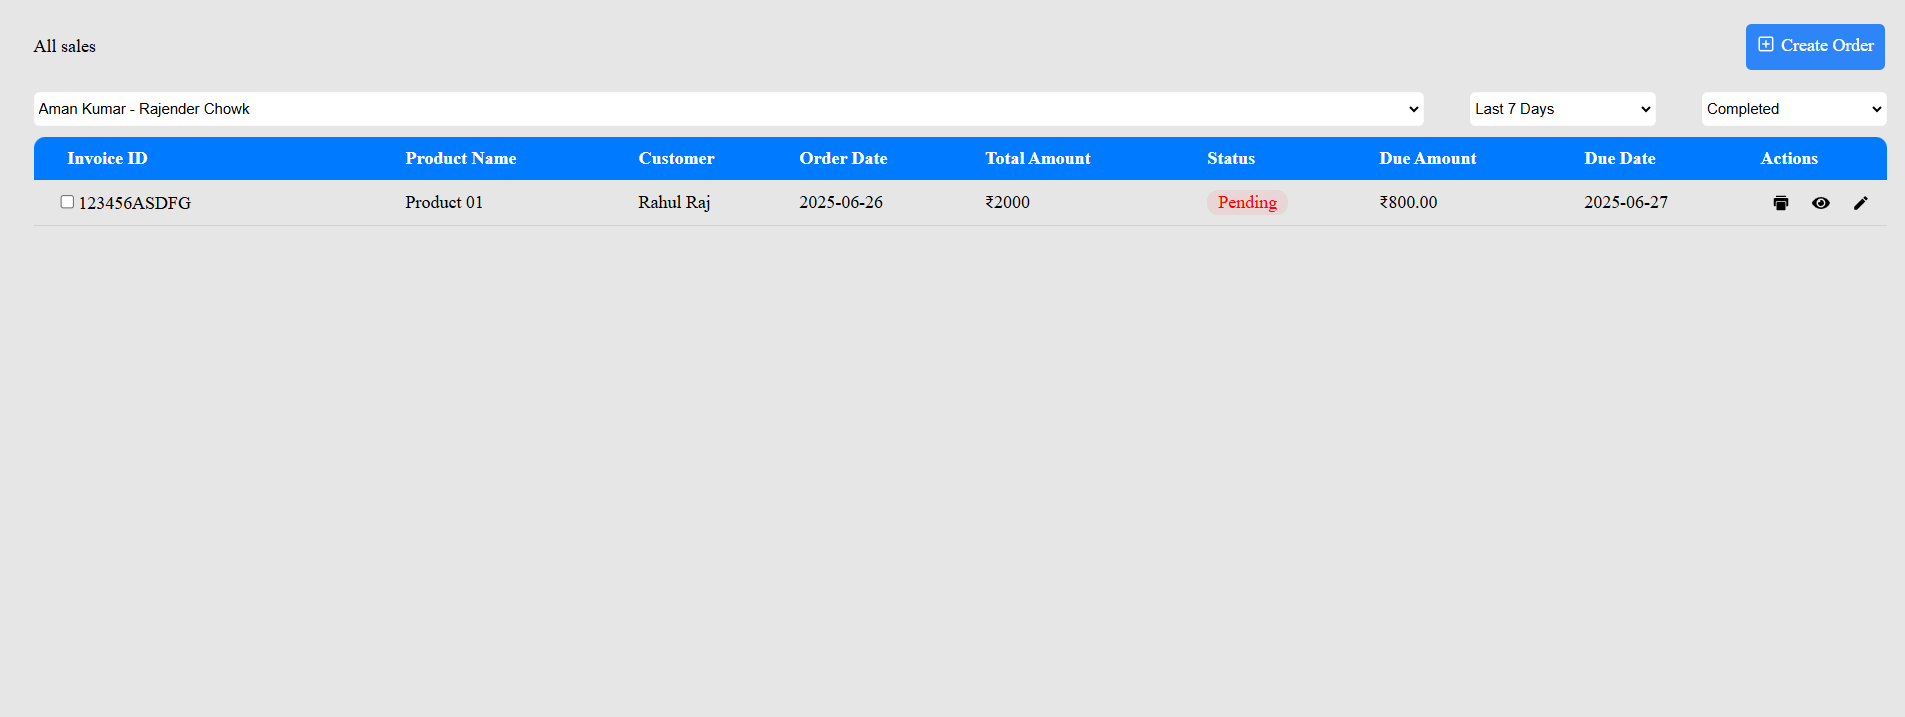 All sales
Create Order
Aman Kumar - Rajender Chowk Last 7 Days Completed
Invoice ID Product Name Customer Order Date Total Amount Status Due Amount Due Date Actions
123456ASDFG Product 01 Rahul Raj 2025-06-26 ₹2000 Pending ₹800.00 2025-06-27